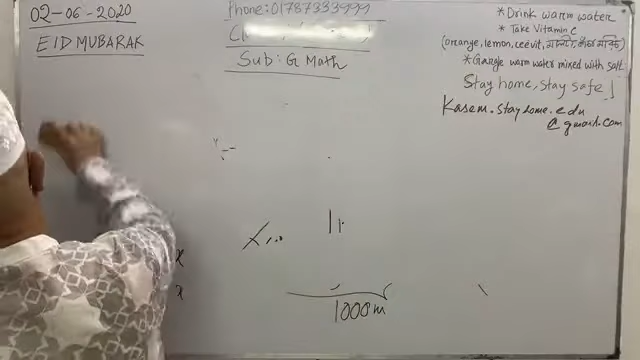 02-06-2020
EID MUBARAK
Phone: 01787333999
Sub: G Math
* Drink warm water
* Take Vitamin C
(orange, lemon, ceevit,
* Gargle warm water mixed with salt
Stay home, stay safe
Kasem.stay home.edu
@gmail.com
1000m